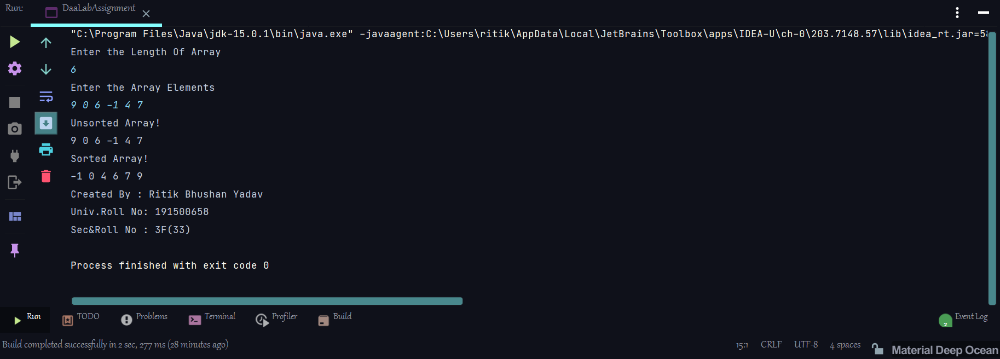 Run: DaaLabAssignment
"C:\Program Files\Java\jdk-15.0.1\bin\java.exe" -javaagent:C:\Users\ritik\AppData\Local\JetBrains\Toolbox\apps\IDEA-U\ch-0\203.7148.57\lib\idea_rt.jar=58
Enter the Length Of Array
6
Enter the Array Elements
9 0 6 -1 4 7
Unsorted Array!
9 0 6 -1 4 7
Sorted Array!
-1 0 4 6 7 9
Created By : Ritik Bhushan Yadav
Univ.Roll No: 191500658
Sec&Roll No : 3F(33)
Process finished with exit code 0
Run TODO Problems Terminal Profiler Build 2 Event Log
Build completed successfully in 2 sec, 277 ms (28 minutes ago) 15:1 CRLF UTF-8 4 spaces Material Deep Ocean